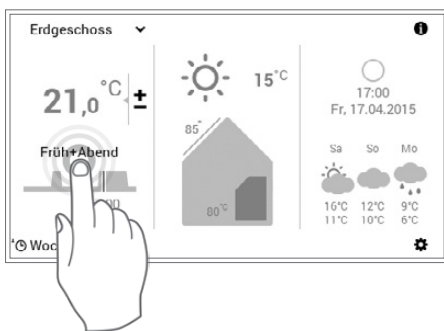 Erdgeschoss
21,0 °C ±
Früh+Abend
15°C
85°
80°C
17:00
Fr, 17.04.2015
Sa So Mo
16°C 12°C 9°C
11°C 10°C 6°C